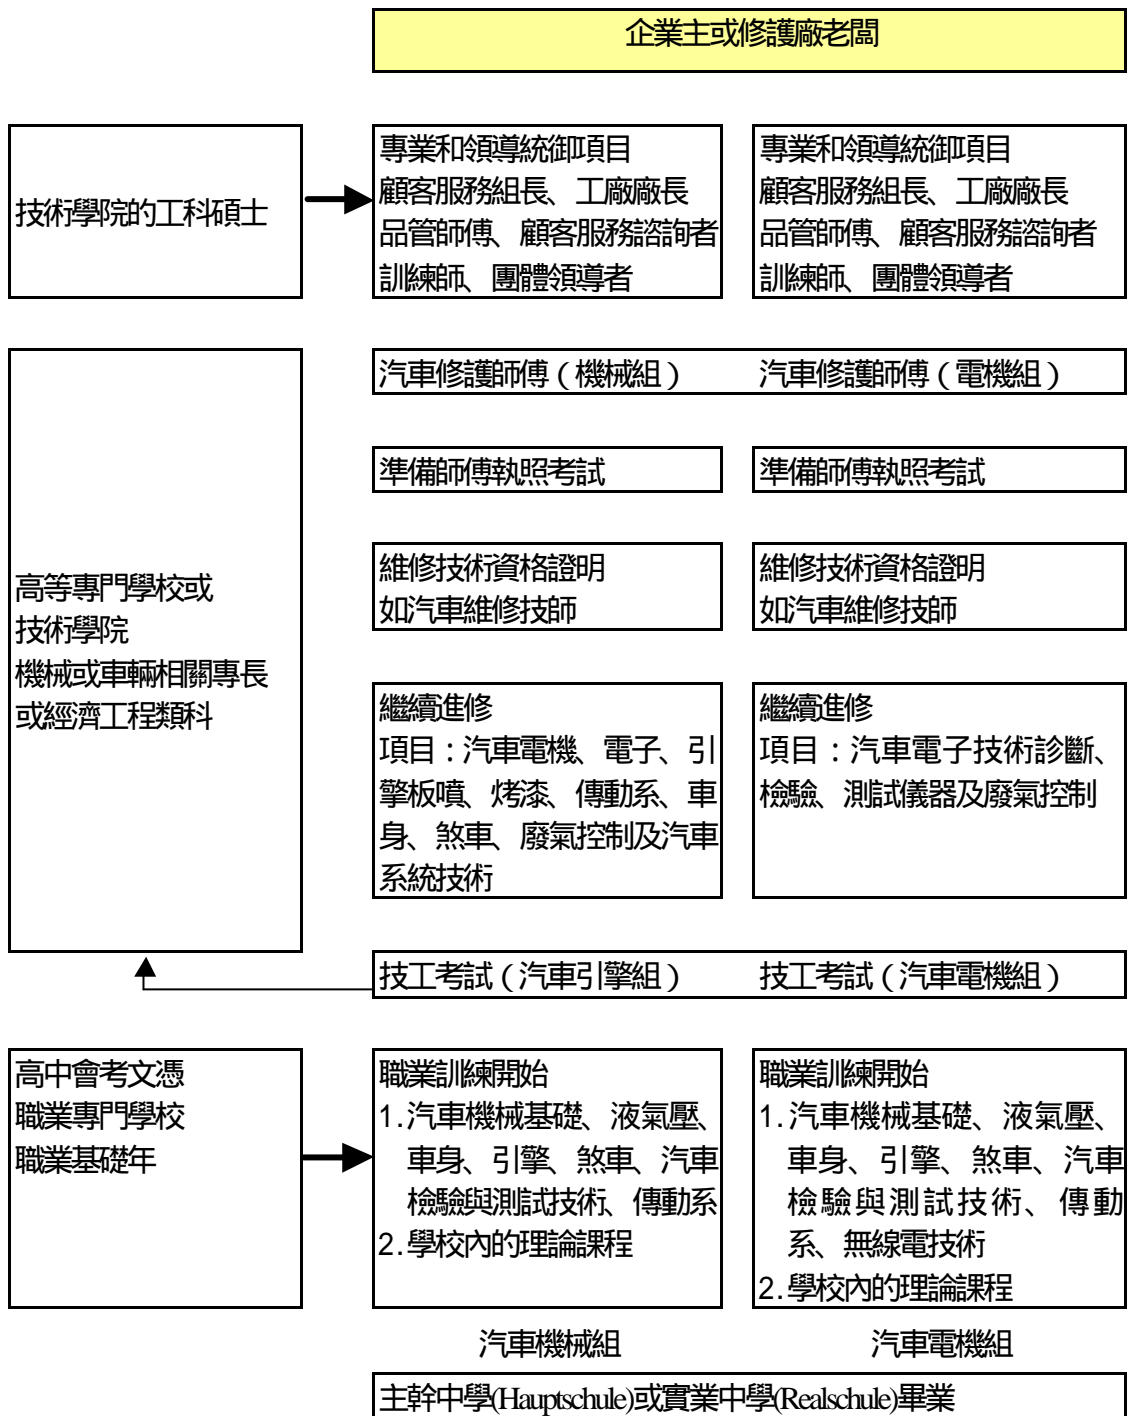 企業主或修護廠老闆
技術學院的工科碩士
專業和領導統御項目
顧客服務組長、工廠廠長
品管師傅、顧客服務諮詢者
訓練師、團體領導者
專業和領導統御項目
顧客服務組長、工廠廠長
品管師傅、顧客服務諮詢者
訓練師、團體領導者
汽車修護師傅(機械組) 汽車修護師傅(電機組)
準備師傅執照考試
準備師傅執照考試
高等專門學校或
技術學院
機械或車輛相關專長
或經濟工程類科
維修技術資格證明
如汽車維修技師
維修技術資格證明
如汽車維修技師
繼續進修
項目:汽車電機、電子、引
擎板噴、烤漆、傳動系、車
身、煞車、廢氣控制及汽車
系統技術
繼續進修
項目:汽車電子技術診斷、
檢驗、測試儀器及廢氣控制
技工考試(汽車引擎組) 技工考試(汽車電機組)
高中會考文憑
職業專門學校
職業基礎年
職業訓練開始
1.汽車機械基礎、液氣壓、
車身、引擎、煞車、汽車
檢驗與測試技術、傳動系
2.學校內的理論課程
職業訓練開始
1.汽車機械基礎、液氣壓、
車身、引擎、煞車、汽車
檢驗與測試技術、傳動
系、無線電技術
2.學校內的理論課程
汽車機械組 汽車電機組
主幹中學(Hauptschule)或實業中學(Realschule)畢業